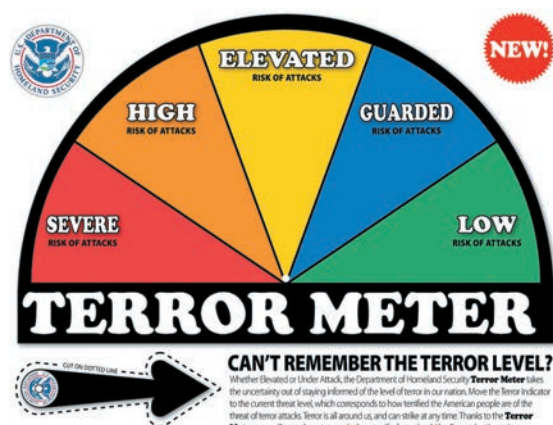 U.S. DEPARTMENT OF
HOMELAND SECURITY
NEW!
ELEVATED
RISK OF ATTACKS
HIGH
RISK OF ATTACKS
GUARDED
RISK OF ATTACKS
SEVERE
RISK OF ATTACKS
LOW
RISK OF ATTACKS
TERROR METER
CUT ON DOTTED LINE
CAN'T REMEMBER THE TERROR LEVEL?
Whether Elevated or Under Attack, the Department of Homeland Security Terror Meter takes
the uncertainty out of staying informed of the level of terror in our nation. Move the Terror Indicator
to the current threat level, which corresponds to how terrified the American people are of the
threat of terror attacks. Terror is all around us, and can strike at any time. Thanks to the Terror